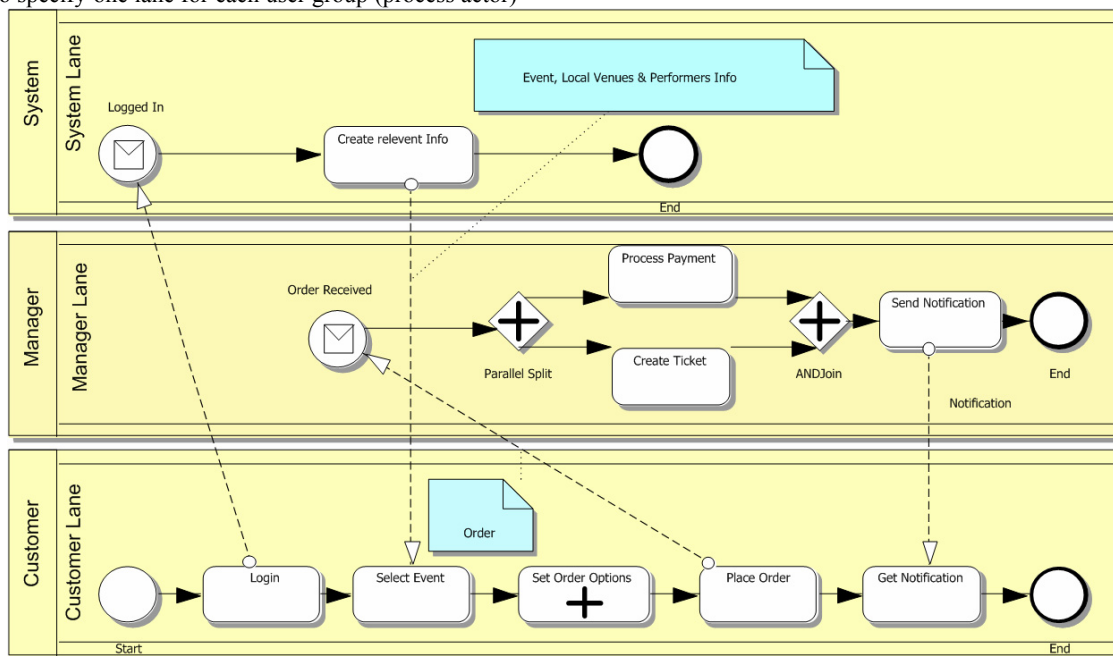 o specify one lane for each user group (process actor)
System
System Lane
Logged In
Create relevent Info
Event, Local Venues & Performers Info
End
Manager
Manager Lane
Order Received
Parallel Split
Process Payment
Create Ticket
ANDJoin
Send Notification
End
Notification
Customer
Customer Lane
Order
Start
Login
Select Event
Set Order Options
Place Order
Get Notification
End